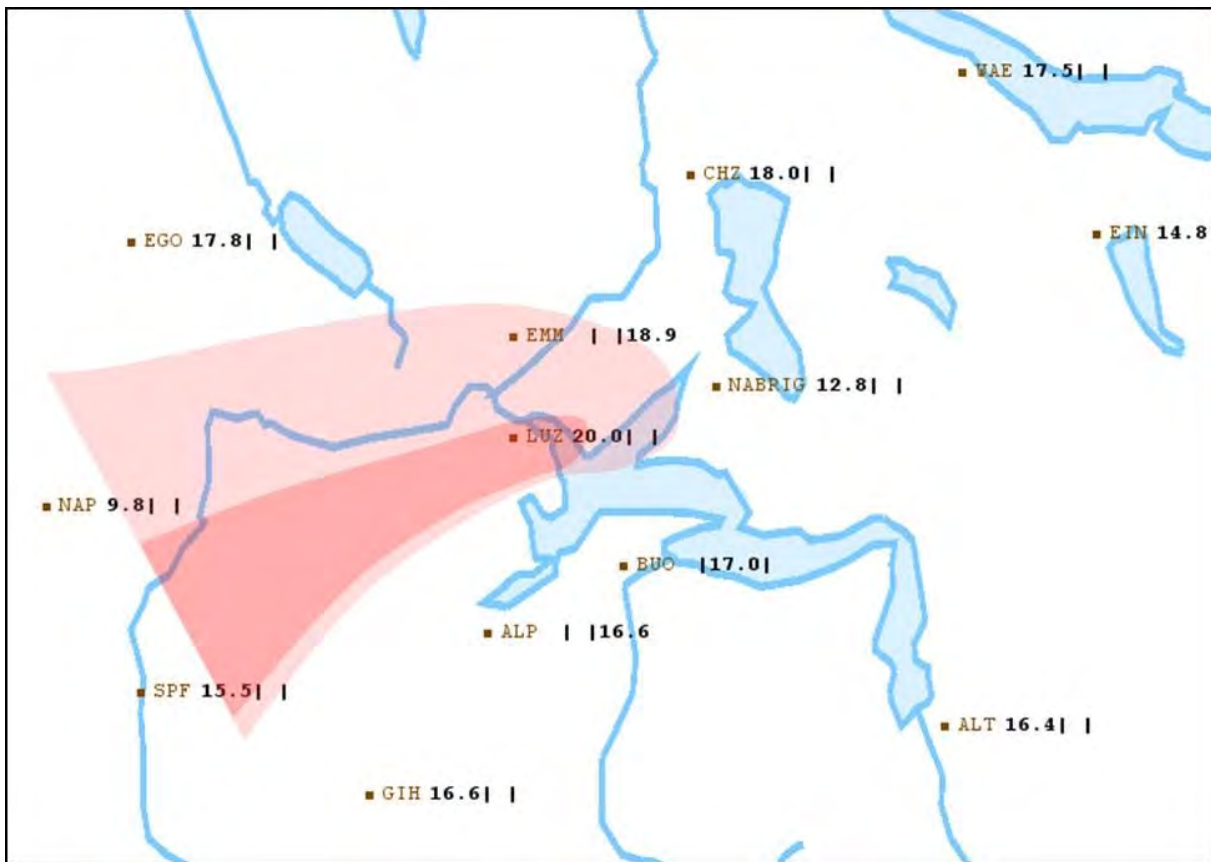 WAE 17.5| |
CHZ 18.0| |
EGO 17.8| |
EIN 14.8
EMM | |18.9
NABRIG 12.8| |
LUZ 20.0| |
NAP 9.8| |
BUO |17.0|
ALP | |16.6
SPF 15.5| |
ALT 16.4| |
GIH 16.6| |